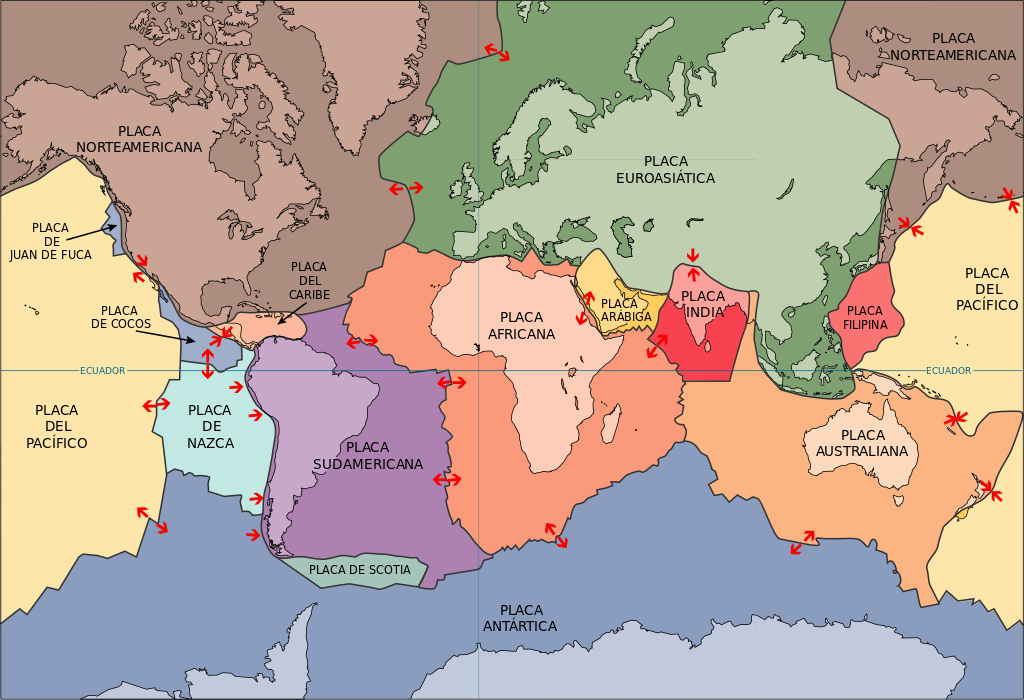 PLACA
NORTEAMERICANA
PLACA
NORTEAMERICANA
PLACA
EUROASIÁTICA
PLACA
DE
JUAN DE FUCA
PLACA
DEL
CARIBE
PLACA
DEL
PACÍFICO
PLACA
DE COCOS
PLACA
AFRICANA
PLACA
ARÁBIGA
PLACA
INDIA
PLACA
FILIPINA
ECUADOR
ECUADOR
PLACA
DEL
PACÍFICO
PLACA
DE
NAZCA
PLACA
SUDAMERICANA
PLACA
AUSTRALIANA
PLACA DE SCOTIA
PLACA
ANTÁRTICA